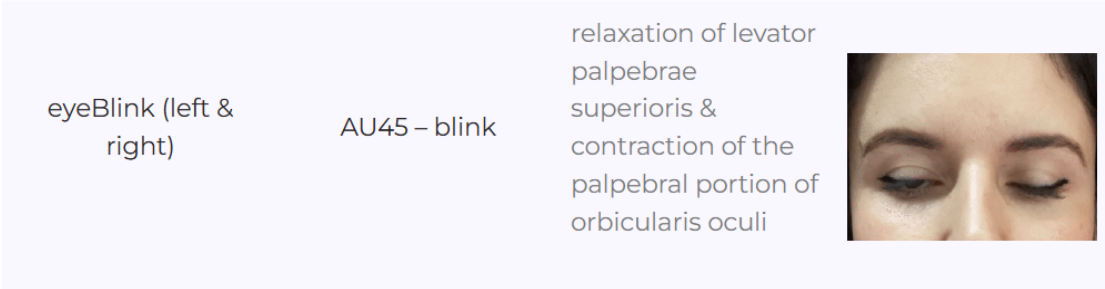 eyeBlink (left &
right)
AU45 – blink
relaxation of levator
palpebrae
superioris &
contraction of the
palpebral portion of
orbicularis oculi